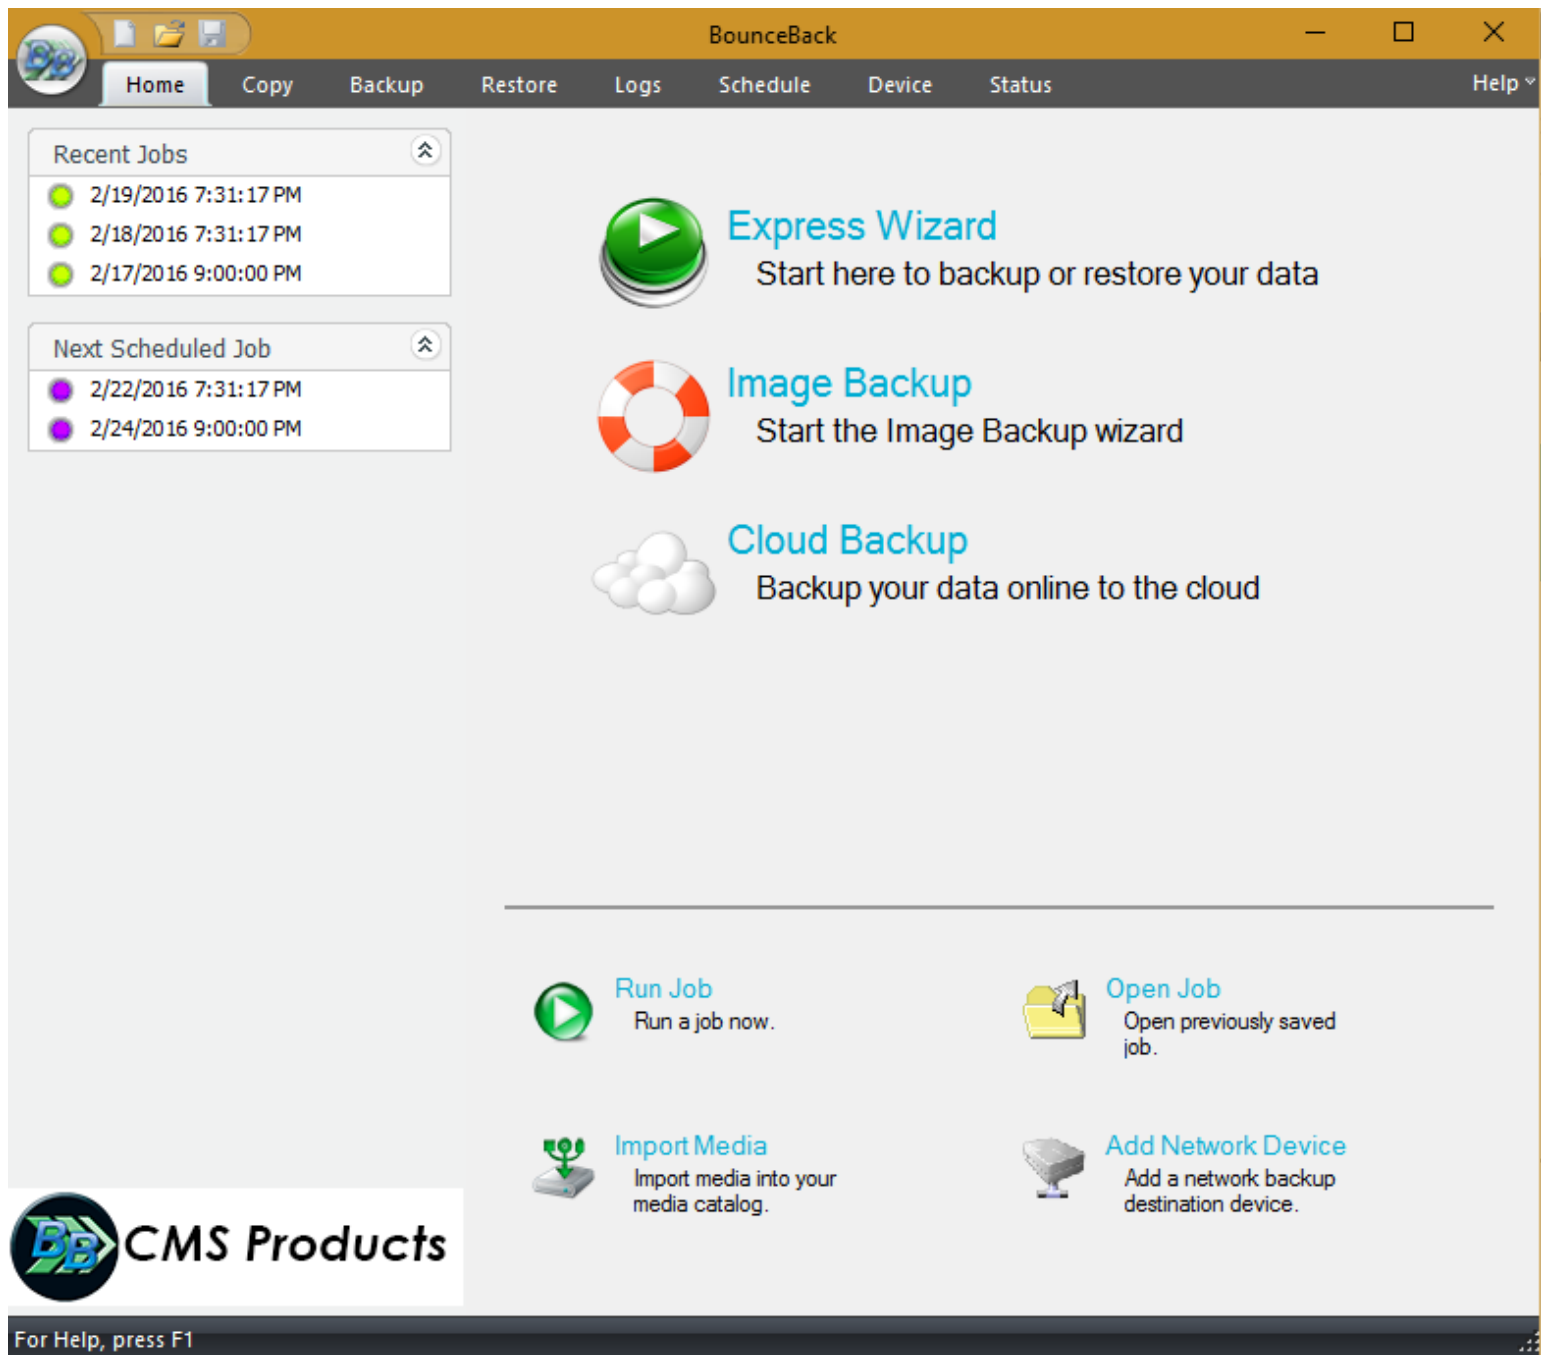 BounceBack
Home Copy Backup Restore Logs Schedule Device Status Help
Recent Jobs
2/19/2016 7:31:17 PM
2/18/2016 7:31:17 PM
2/17/2016 9:00:00 PM
Next Scheduled Job
2/22/2016 7:31:17 PM
2/24/2016 9:00:00 PM
Express Wizard
Start here to backup or restore your data
Image Backup
Start the Image Backup wizard
Cloud Backup
Backup your data online to the cloud
Run Job
Run a job now.
Open Job
Open previously saved
job.
Import Media
Import media into your
media catalog.
Add Network Device
Add a network backup
destination device.
BB CMS Products
For Help, press F1